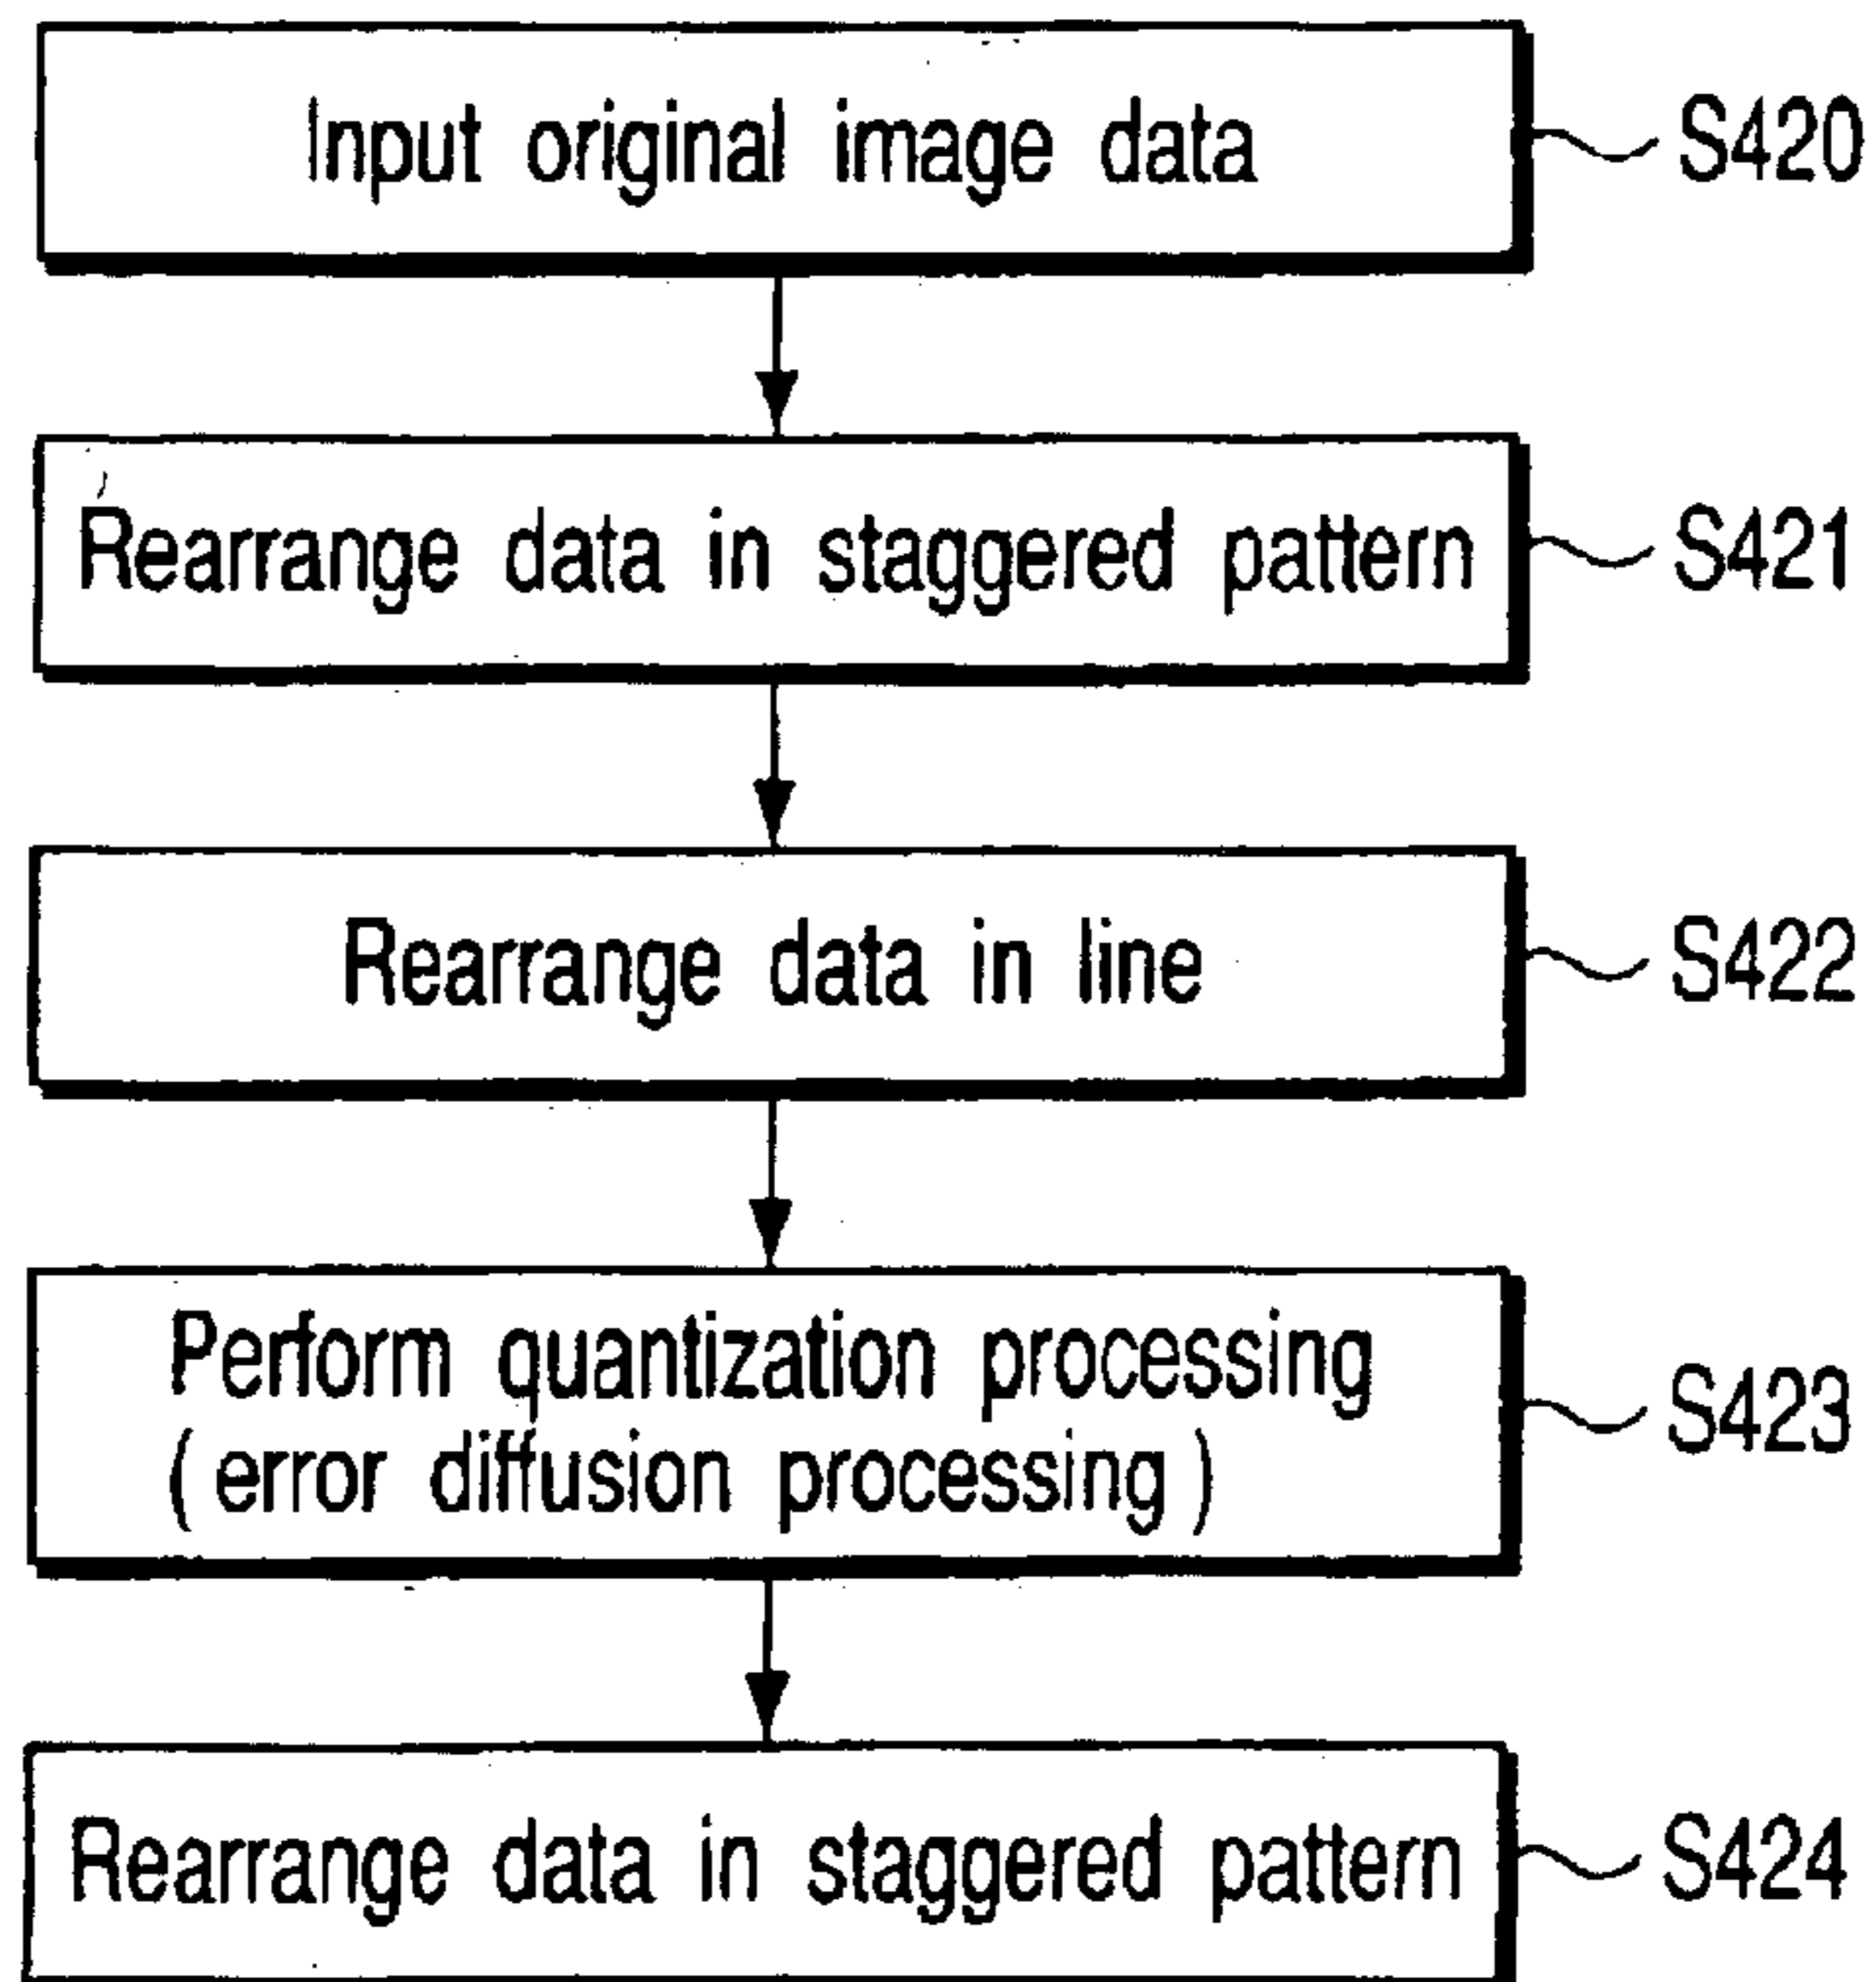 Input original image data
S420
Rearrange data in staggered pattern
S421
Rearrange data in line
S422
Perform quantization processing
( error diffusion processing )
S423
Rearrange data in staggered pattern
S424